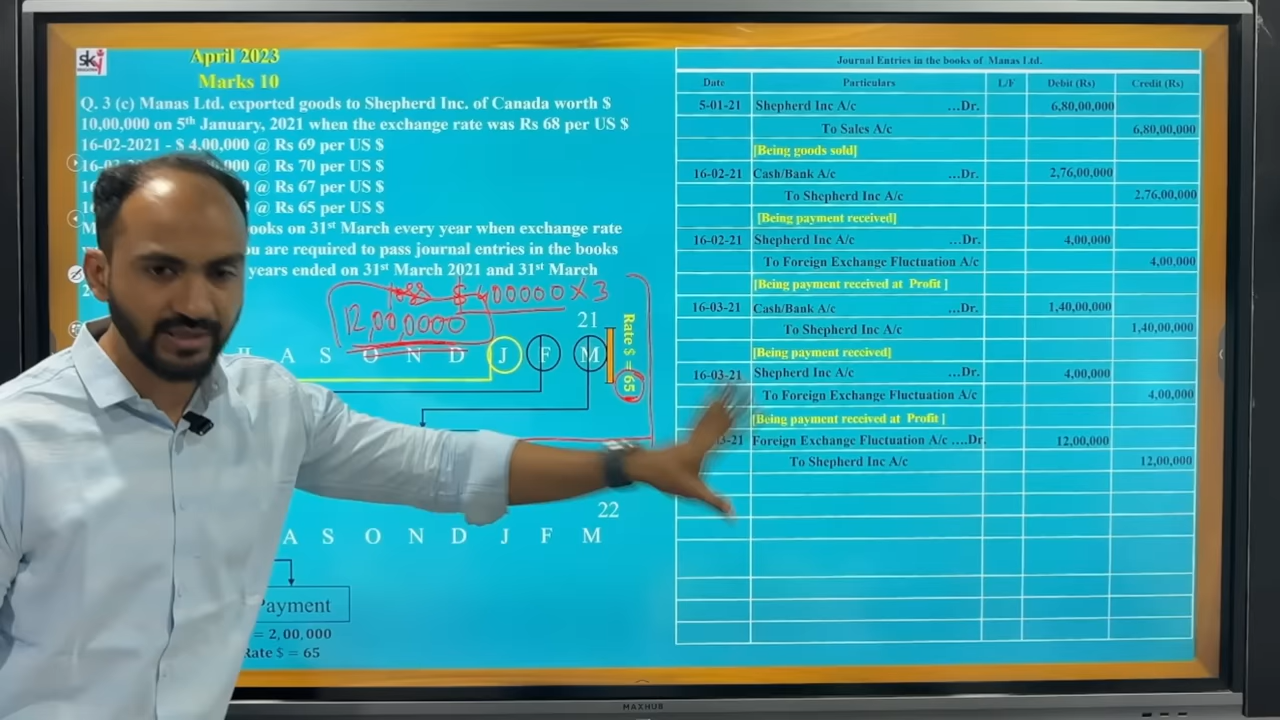 sky
April 2023
Marks 10
Q. 3 (c) Manas Ltd. exported goods to Shepherd Inc. of Canada worth $
10,00,000 on 5th January, 2021 when the exchange rate was Rs 68 per US $
16-02-2021 - $ 4,00,000 @ Rs 69 per US $
000 @ Rs 70 per US $
@ Rs 67 per US $
@ Rs 65 per US $
ooks on 31st March every year when exchange rate
are required to pass journal entries in the books
years ended on 31st March 2021 and 31st March
loss $ 400000 X 3
12,00,0000
21
Rate $ = 65
A S O N D J F M
22
A S O N D J F M
Payment
= 2,00,000
Rate $ = 65
Journal Entries in the books of Manas Ltd.
Date Particulars L/F Debit (Rs) Credit (Rs)
5-01-21 Shepherd Inc A/c ...Dr. 6,80,00,000
To Sales A/c 6,80,00,000
[Being goods sold]
16-02-21 Cash/Bank A/c ...Dr. 2,76,00,000
To Shepherd Inc A/c 2,76,00,000
[Being payment received]
16-02-21 Shepherd Inc A/c ...Dr. 4,00,000
To Foreign Exchange Fluctuation A/c 4,00,000
[Being payment received at Profit ]
16-03-21 Cash/Bank A/c ...Dr. 1,40,00,000
To Shepherd Inc A/c 1,40,00,000
[Being payment received]
16-03-21 Shepherd Inc A/c ...Dr. 4,00,000
To Foreign Exchange Fluctuation A/c 4,00,000
[Being payment received at Profit ]
3-21 Foreign Exchange Fluctuation A/c ....Dr. 12,00,000
To Shepherd Inc A/c 12,00,000
MAXHUB